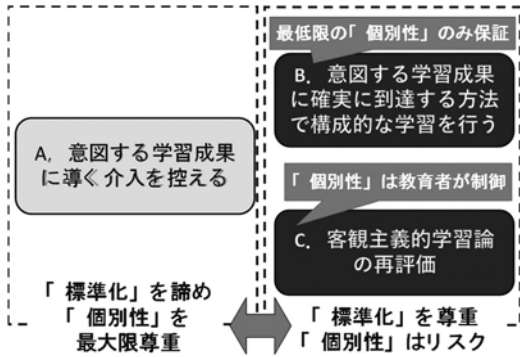 最低限の「個別性」のみ保証
B. 意図する学習成果
に確実に到達する方法
で構成的な学習を行う
A, 意図する学習成果
に導く介入を控える
「個別性」は教育者が制御
C. 客観主義的学習論
の再評価
「標準化」を諦め
「個別性」を
最大限尊重
「標準化」を尊重
「個別性」はリスク